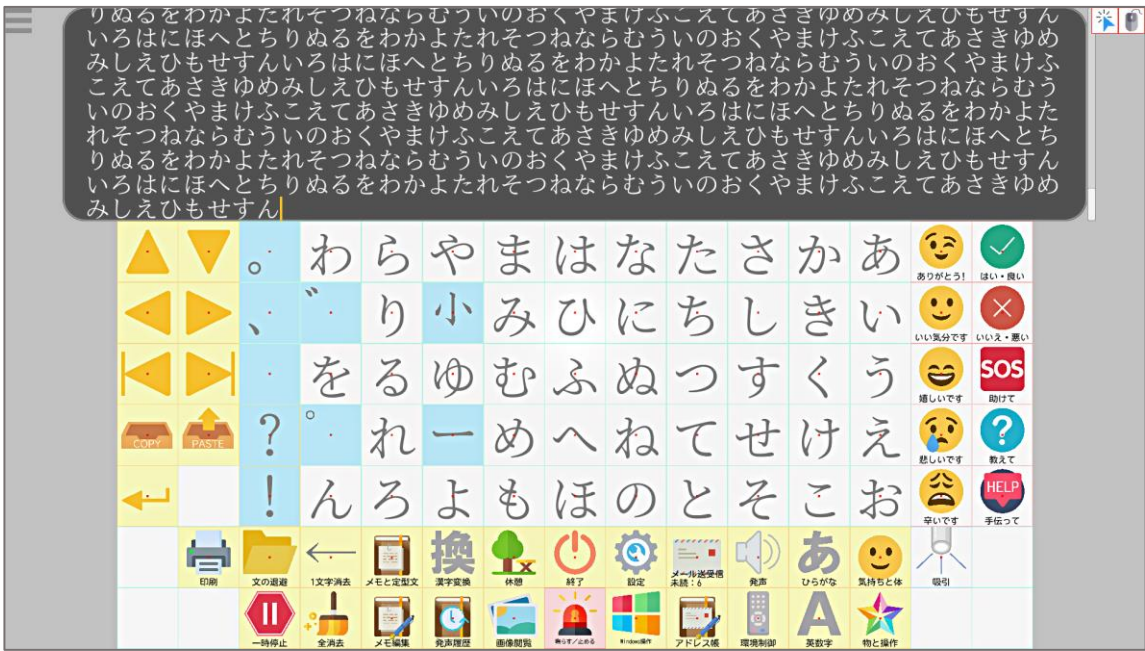 りぬるをわかよたれそつねならむういのおくやまけふこえてあさきゆめみしえひもせすん
いろはにほへとちりぬるをわかよたれそつねならむういのおくやまけふこえてあさきゆめ
みしえひもせすんいろはにほへとちりぬるをわかよたれそつねならむういのおくやまけふ
こえてあさきゆめみしえひもせすんいろはにほへとちりぬるをわかよたれそつねならむう
いのおくやまけふこえてあさきゆめみしえひもせすんいろはにほへとちりぬるをわかよた
れそつねならむういのおくやまけふこえてあさきゆめみしえひもせすんいろはにほへとち
りぬるをわかよたれそつねならむういのおくやまけふこえてあさきゆめみしえひもせすん
いろはにほへとちりぬるをわかよたれそつねならむういのおくやまけふこえてあさきゆめ
みしえひもせすん
。 わ ら や ま は な た さ か あ ありがとう! はい・良い
、 ゛ り 小 み ひ に ち し き い いい気分です いいえ・悪い
を る ゆ む ふ ぬ つ す く う 嬉しいです SOS 助けて
COPY PASTE ? ゜ れ ー め へ ね て せ け え 悲しいです ? 教えて
! ん ろ よ も ほ の と そ こ お 辛いです HELP 手伝って
印刷 文の退避 1文字消去 メモと定型文 換 漢字変換 休憩 終了 設定 メール送受信 未読:6 発声 あ ひらがな 気持ちと体 吸引
一時停止 全消去 メモ編集 発声履歴 画像閲覧 鳴らす/止める Windows操作 アドレス帳 環境制御 A 英数字 物と操作